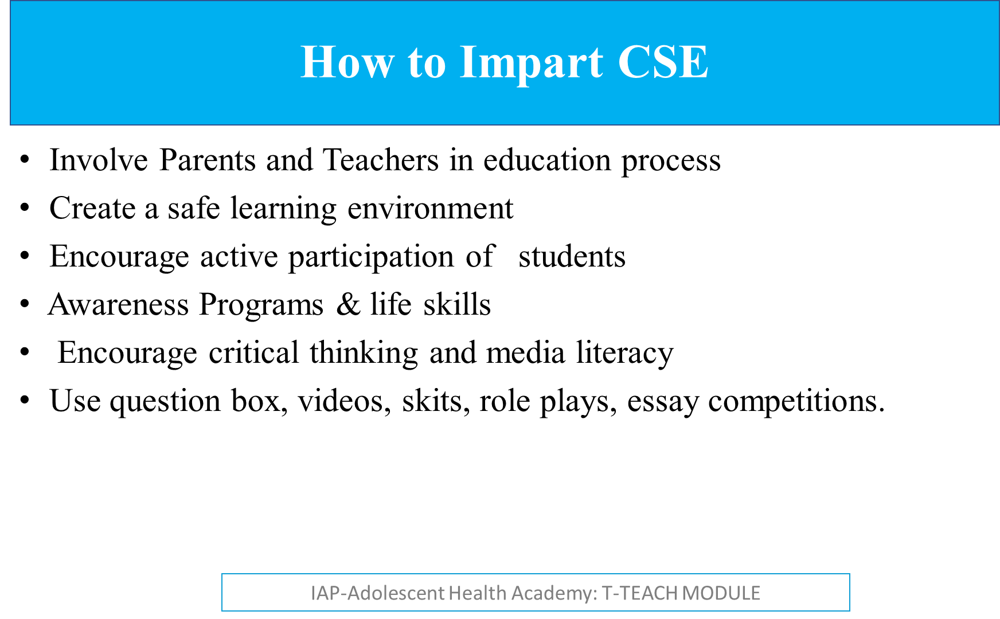 How to Impart CSE
• Involve Parents and Teachers in education process
• Create a safe learning environment
• Encourage active participation of students
• Awareness Programs & life skills
• Encourage critical thinking and media literacy
• Use question box, videos, skits, role plays, essay competitions.
IAP-Adolescent Health Academy: T-TEACH MODULE